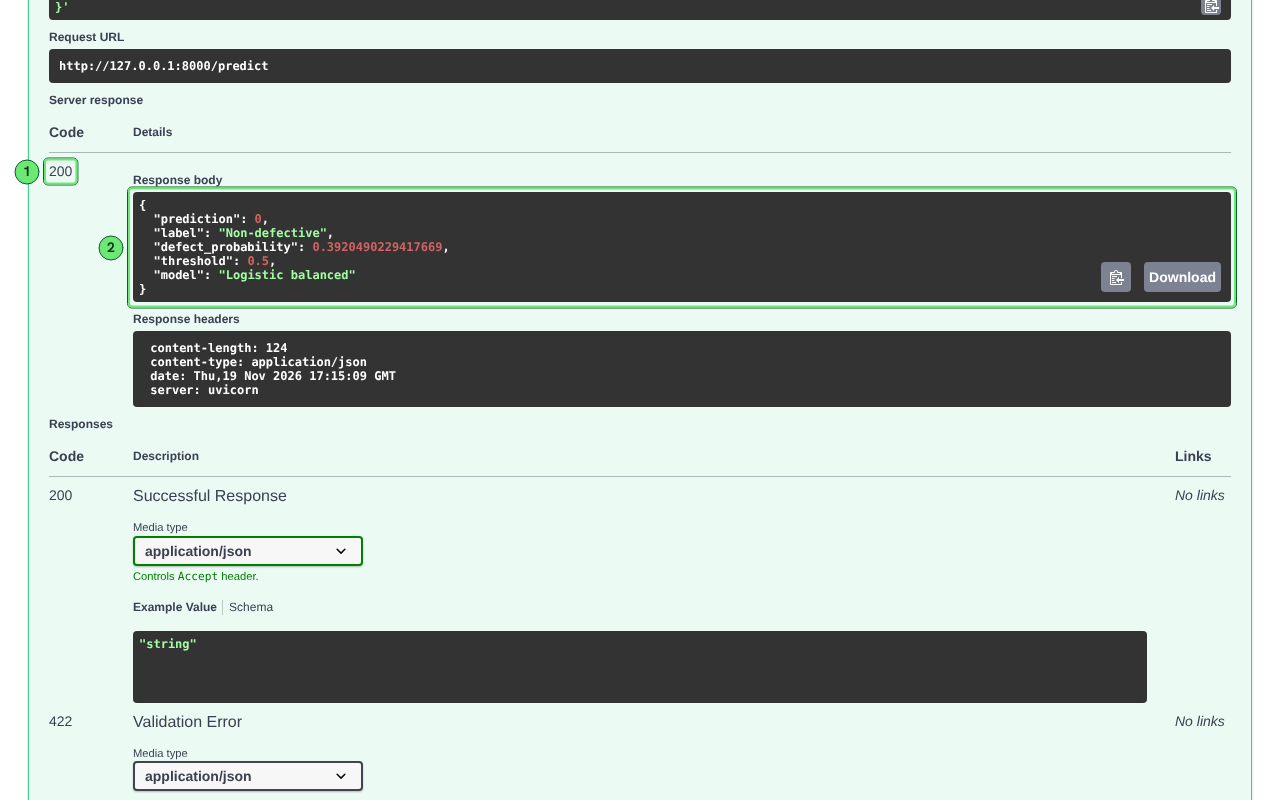 }'
Request URL
http://127.0.0.1:8000/predict
Server response
Code Details
1 200
Response body
{
"prediction": 0,
"label": "Non-defective",
2 "defect_probability": 0.3920490229417669,
"threshold": 0.5,
"model": "Logistic balanced"
}
Download
Response headers
content-length: 124
content-type: application/json
date: Thu,19 Nov 2026 17:15:09 GMT
server: uvicorn
Responses
Code Description Links
200 Successful Response No links
Media type
application/json
Controls Accept header.
Example Value Schema
"string"
422 Validation Error No links
Media type
application/json